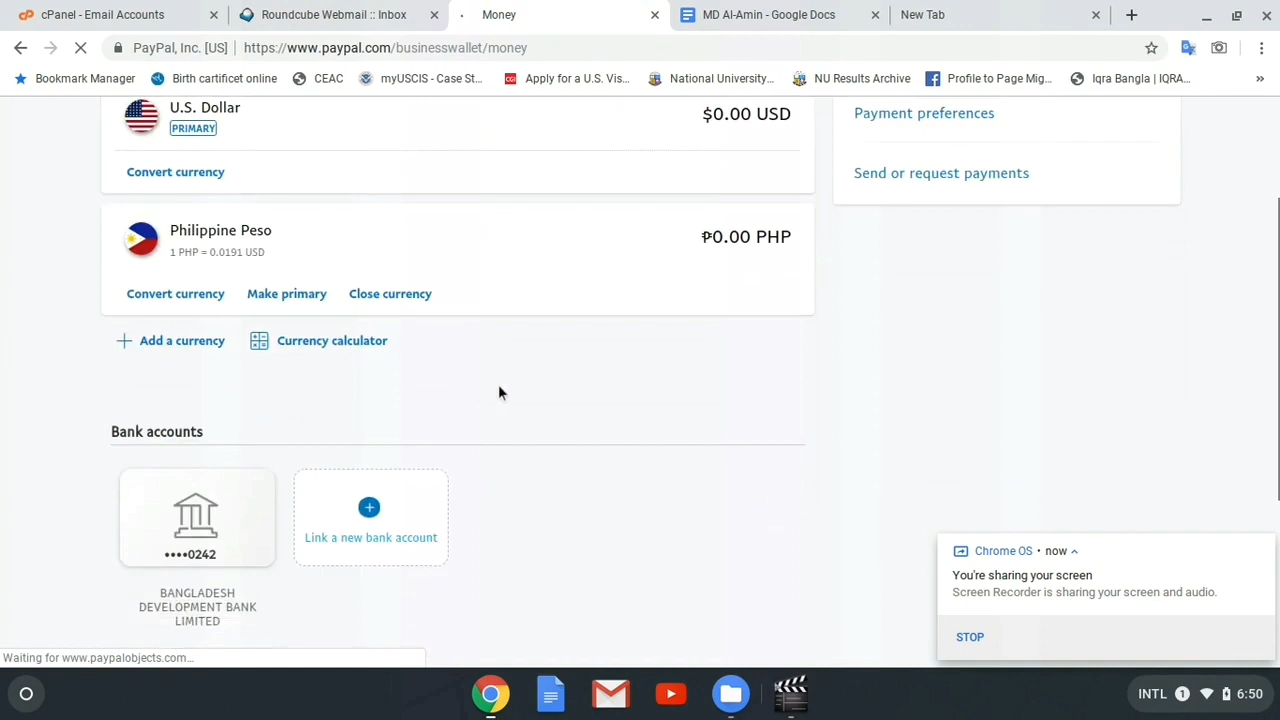 cPanel - Email Accounts
Roundcube Webmail :: Inbox
Money
MD Al-Amin - Google Docs
New Tab
PayPal, Inc. [US]
https://www.paypal.com/businesswallet/money
Bookmark Manager
Birth certificet online
CEAC
myUSCIS - Case St...
Apply for a U.S. Vis...
National University...
NU Results Archive
Profile to Page Mig...
Iqra Bangla | IQRA...
»
U.S. Dollar
PRIMARY
$0.00 USD
Convert currency
Payment preferences
Send or request payments
Philippine Peso
1 PHP = 0.0191 USD
₱0.00 PHP
Convert currency
Make primary
Close currency
Add a currency
Currency calculator
Bank accounts
••••0242
Link a new bank account
BANGLADESH
DEVELOPMENT BANK
LIMITED
Chrome OS • now
You're sharing your screen
Screen Recorder is sharing your screen and audio.
STOP
Waiting for www.paypalobjects.com...
INTL
1
6:50